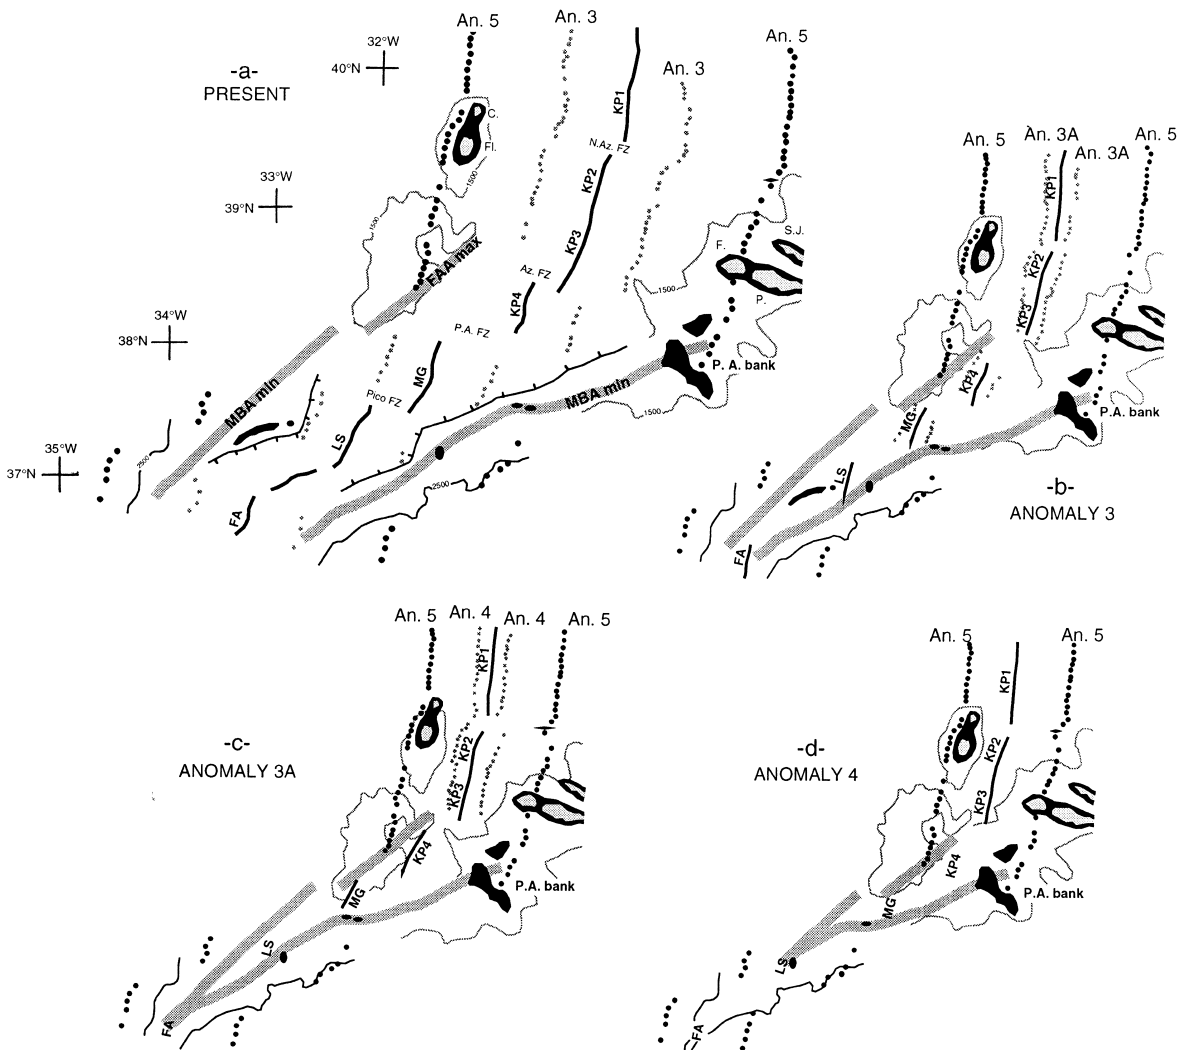 -a-
PRESENT
An. 5
An. 3
An. 3
An. 5
32°W
40°N
33°W
39°N
34°W
38°N
35°W
37°N
C.
Fl.
1500
1500
KP1
N.Az. FZ
KP2
KP3
Az. FZ
KP4
P.A. FZ
MG
Pico FZ
LS
FA
FAA max
MBA min
MBA min
F.
S.J.
P.
1500
P. A. bank
1500
2500
2500
-b-
ANOMALY 3
An. 5
An. 3A
An. 3A
An. 5
KP1
KP2
KP3
KP4
MG
LS
FA
P.A. bank
-c-
ANOMALY 3A
An. 5
An. 4
An. 4
An. 5
KP1
KP2
KP3
KP4
MG
LS
FA
P.A. bank
-d-
ANOMALY 4
An. 5
An. 5
KP1
KP2
KP3
KP4
MG
LS
FA
P.A. bank